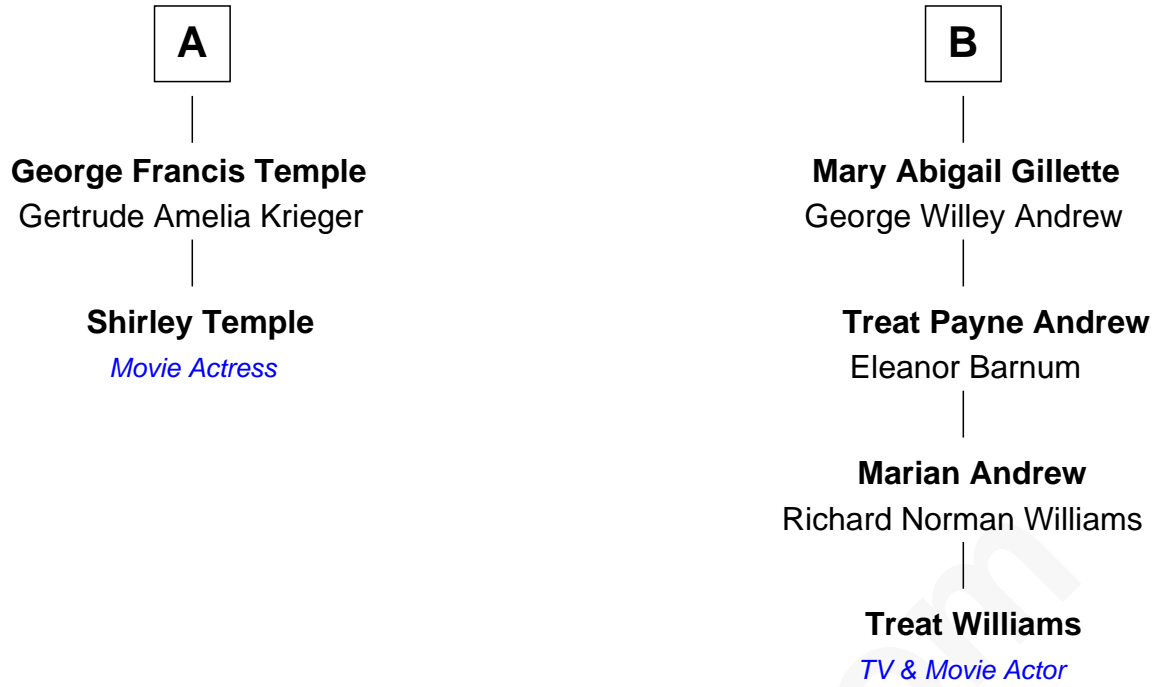 A
George Francis Temple
Gertrude Amelia Krieger
Shirley Temple
Movie Actress
B
Mary Abigail Gillette
George Willey Andrew
Treat Payne Andrew
Eleanor Barnum
Marian Andrew
Richard Norman Williams
Treat Williams
TV & Movie Actor